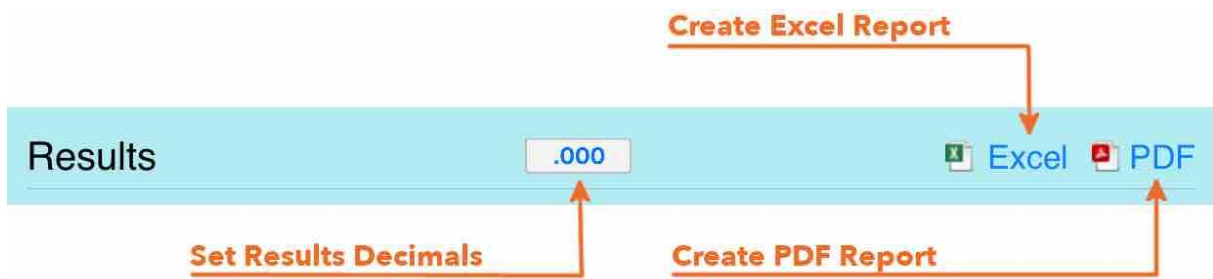 Create Excel Report
Results .000 Excel PDF
Set Results Decimals Create PDF Report